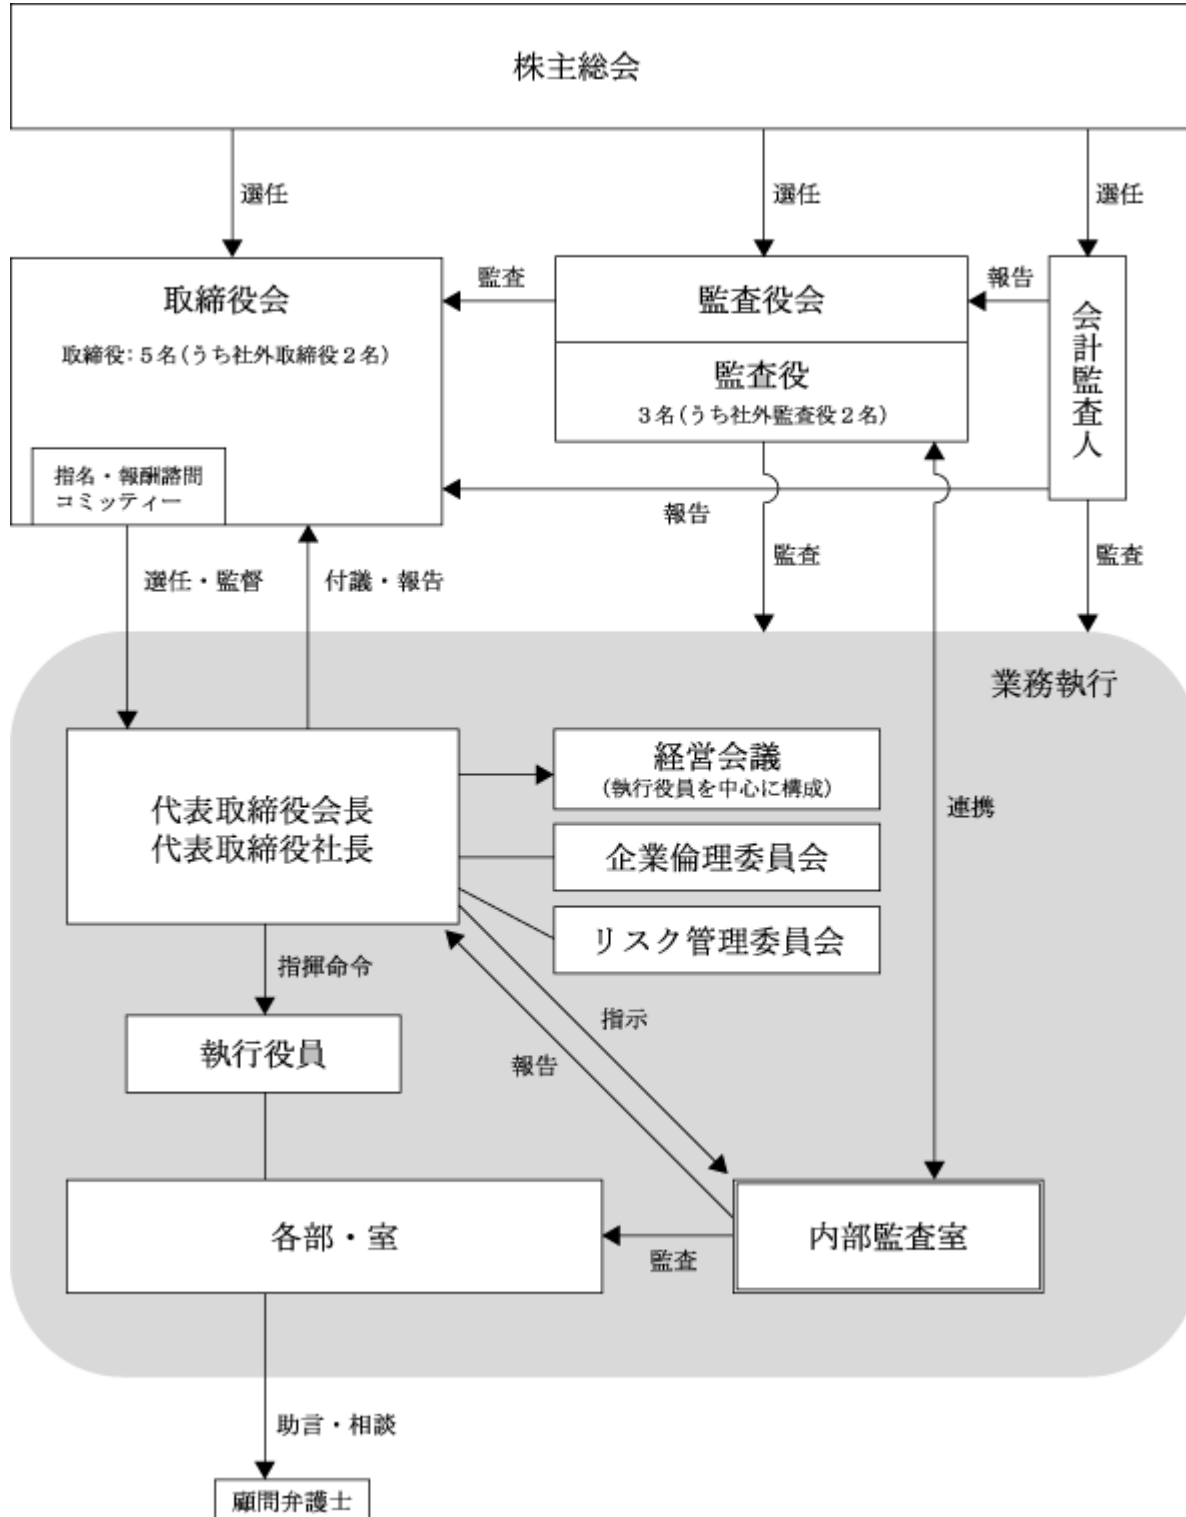 株主総会
選任
選任
選任
取締役会
取締役：5名(うち社外取締役2名)
指名・報酬諮問
コミッティー
監査
監査役会
監査役
3名(うち社外監査役2名)
報告
会計監査人
報告
選任・監督
付議・報告
監査
監査
業務執行
代表取締役会長
代表取締役社長
経営会議
(執行役員を中心に構成)
企業倫理委員会
リスク管理委員会
連携
指揮命令
執行役員
指示
報告
各部・室
監査
内部監査室
助言・相談
顧問弁護士